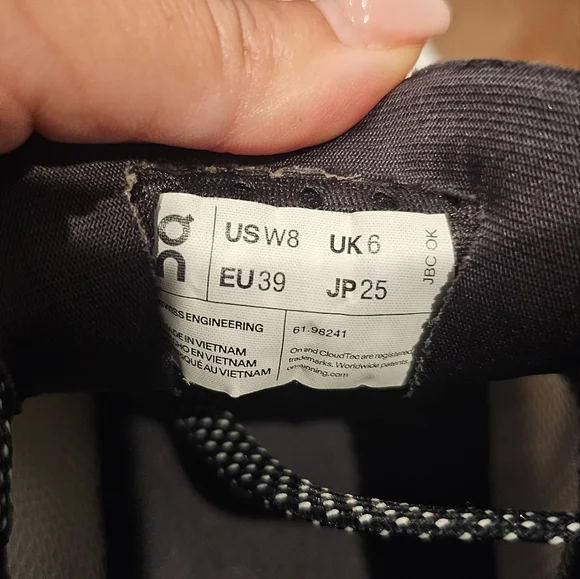 US W8 UK 6
EU 39 JP 25
JBC OK
ENGINEERING
IN VIETNAM
EN VIETNAM
AU VIETNAM
61.98241
On and CloudTec are registered
trademarks. Worldwide patents.